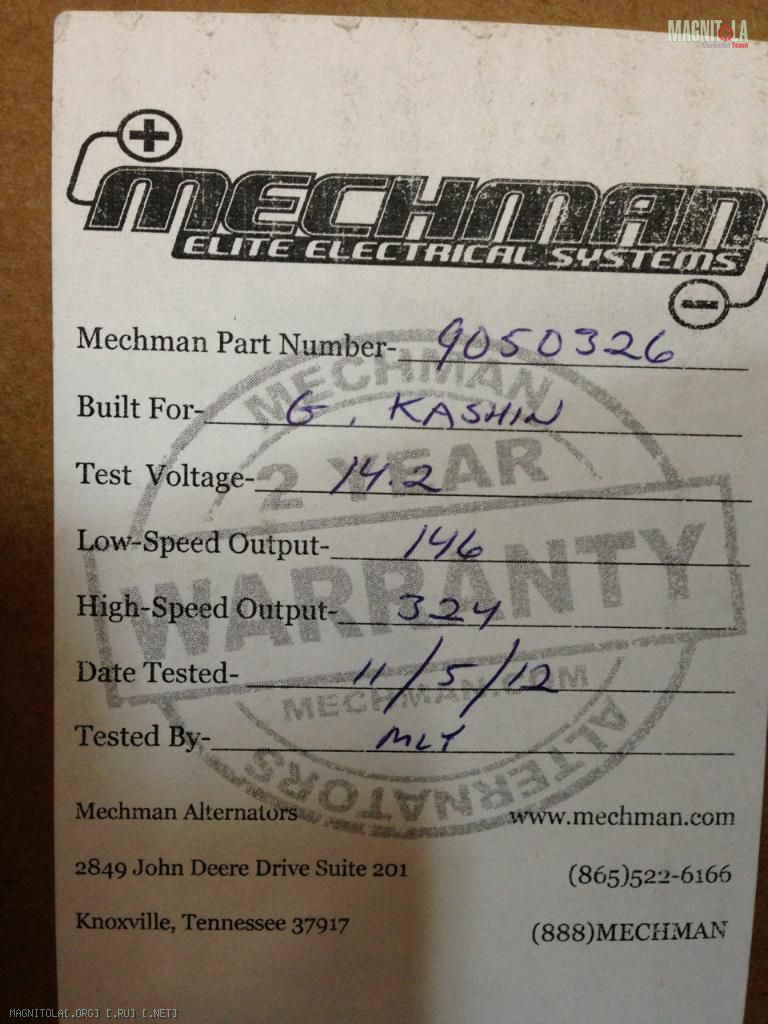 MAGNITOLA
CarAudio Team
+
MECHMAN
ELITE ELECTRICAL SYSTEMS
−
Mechman Part Number- 9050326
Built For- G. KASHIN
Test Voltage- 14.2
Low-Speed Output- 146
High-Speed Output- 324
Date Tested- 11/5/12
Tested By- MLY
MECHMAN
2 YEAR
WARRANTY
MECHMAN.COM
ALTERNATORS
Mechman Alternators www.mechman.com
2849 John Deere Drive Suite 201 (865)522-6166
Knoxville, Tennessee 37917 (888)MECHMAN
MAGNITOLA[.ORG] [.RU] [.NET]